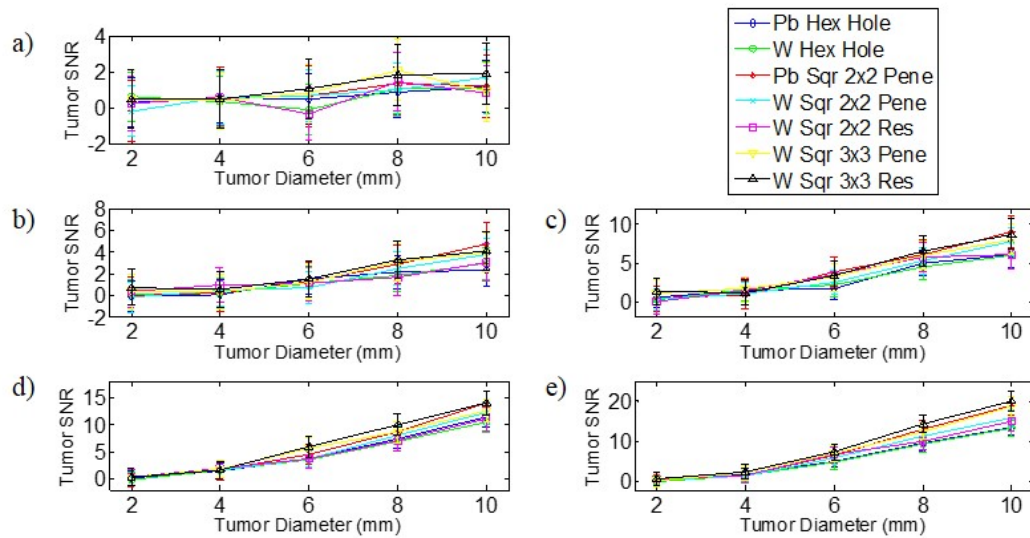 a)
Tumor SNR
4
2
0
-2
2 4 6 8 10
Tumor Diameter (mm)
Pb Hex Hole
W Hex Hole
Pb Sqr 2x2 Pene
W Sqr 2x2 Pene
W Sqr 2x2 Res
W Sqr 3x3 Pene
W Sqr 3x3 Res
b)
Tumor SNR
8
6
4
2
0
-2
2 4 6 8 10
Tumor Diameter (mm)
c)
Tumor SNR
10
5
0
2 4 6 8 10
Tumor Diameter (mm)
d)
Tumor SNR
15
10
5
0
2 4 6 8 10
Tumor Diameter (mm)
e)
Tumor SNR
20
10
0
2 4 6 8 10
Tumor Diameter (mm)